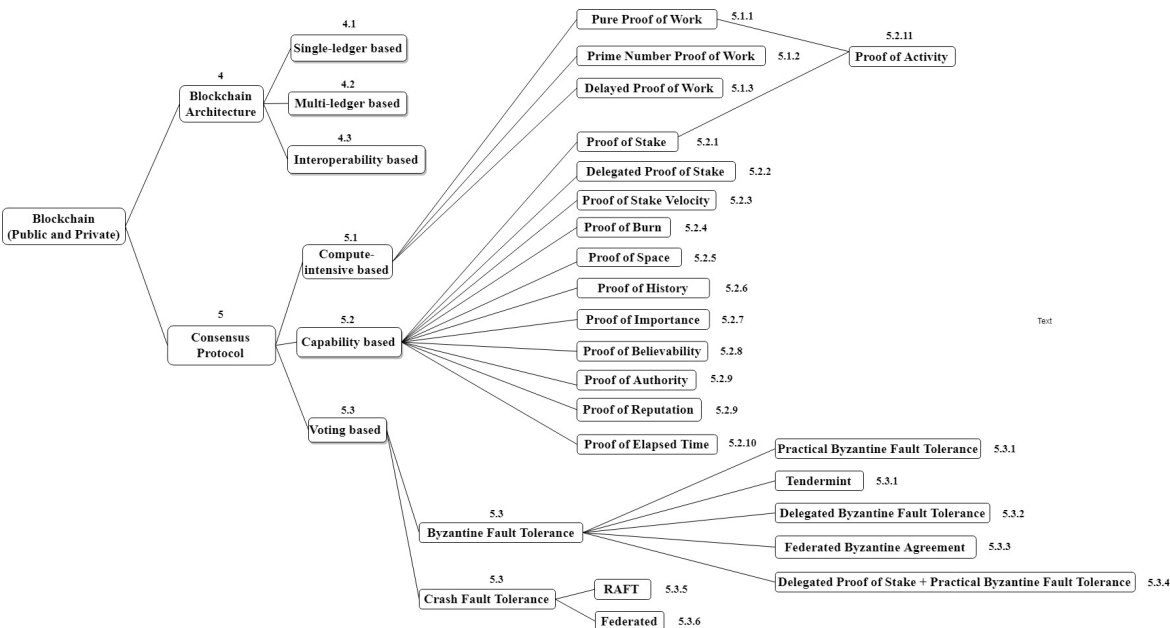 4
Blockchain
Architecture
4.1
Single-ledger based
4.2
Multi-ledger based
4.3
Interoperability based
Blockchain
(Public and Private)
5
Consensus
Protocol
5.1
Compute-
intensive based
5.2
Capability based
5.3
Voting based
Pure Proof of Work
5.1.1
Prime Number Proof of Work
5.1.2
Delayed Proof of Work
5.1.3
5.2.11
Proof of Activity
Proof of Stake
5.2.1
Delegated Proof of Stake
5.2.2
Proof of Stake Velocity
5.2.3
Proof of Burn
5.2.4
Proof of Space
5.2.5
Proof of History
5.2.6
Proof of Importance
5.2.7
Proof of Believability
5.2.8
Proof of Authority
5.2.9
Proof of Reputation
5.2.9
Proof of Elapsed Time
5.2.10
Text
5.3
Byzantine Fault Tolerance
Practical Byzantine Fault Tolerance
5.3.1
Tendermint
5.3.1
Delegated Byzantine Fault Tolerance
5.3.2
Federated Byzantine Agreement
5.3.3
Delegated Proof of Stake + Practical Byzantine Fault Tolerance
5.3.4
5.3
Crash Fault Tolerance
RAFT
5.3.5
Federated
5.3.6